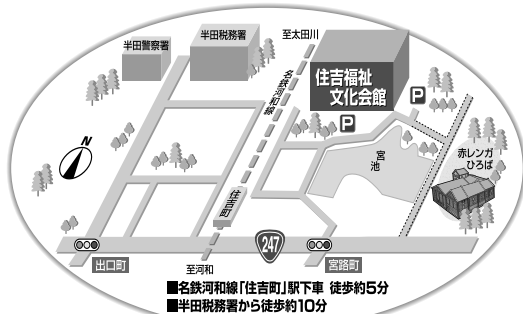 半田警察署
半田税務署
至太田川
名鉄河和線
住吉福祉
文化会館
P
P
N
宮池
赤レンガ
ひろば
住吉町
247
出口町
宮路町
至河和
■名鉄河和線「住吉町」駅下車 徒歩約5分
■半田税務署から徒歩約10分